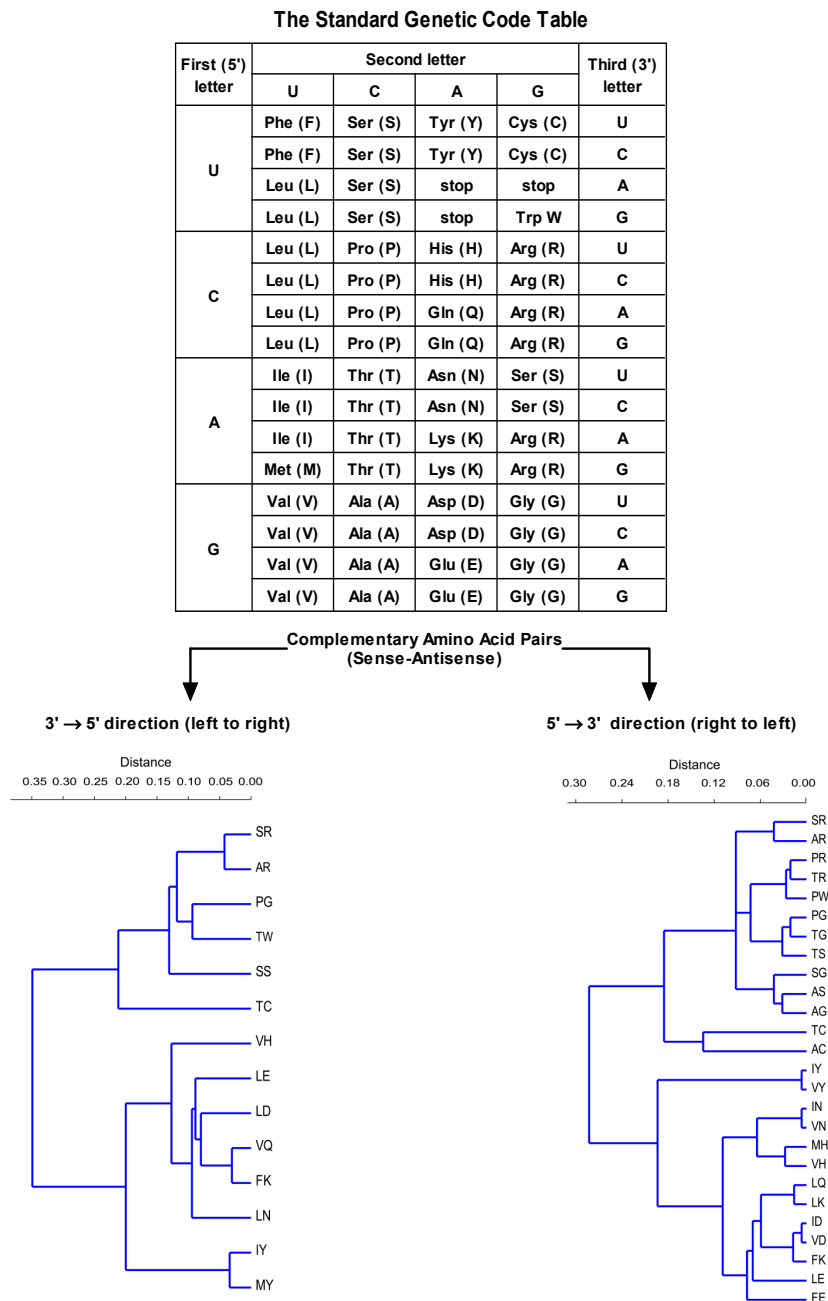 The Standard Genetic Code Table
First (5') letter Second letter Third (3') letter
U C A G
U
Phe (F) Ser (S) Tyr (Y) Cys (C) U
Phe (F) Ser (S) Tyr (Y) Cys (C) C
Leu (L) Ser (S) stop stop A
Leu (L) Ser (S) stop Trp W G
C
Leu (L) Pro (P) His (H) Arg (R) U
Leu (L) Pro (P) His (H) Arg (R) C
Leu (L) Pro (P) Gln (Q) Arg (R) A
Leu (L) Pro (P) Gln (Q) Arg (R) G
A
Ile (I) Thr (T) Asn (N) Ser (S) U
Ile (I) Thr (T) Asn (N) Ser (S) C
Ile (I) Thr (T) Lys (K) Arg (R) A
Met (M) Thr (T) Lys (K) Arg (R) G
G
Val (V) Ala (A) Asp (D) Gly (G) U
Val (V) Ala (A) Asp (D) Gly (G) C
Val (V) Ala (A) Glu (E) Gly (G) A
Val (V) Ala (A) Glu (E) Gly (G) G
Complementary Amino Acid Pairs
(Sense-Antisense)
3' → 5' direction (left to right)
Distance
0.35 0.30 0.25 0.20 0.15 0.10 0.05 0.00
SR
AR
PG
TW
SS
TC
VH
LE
LD
VQ
FK
LN
IY
MY
5' → 3' direction (right to left)
Distance
0.30 0.24 0.18 0.12 0.06 0.00
SR
AR
PR
TR
PW
PG
TG
TS
SG
AS
AG
TC
AC
IY
VY
IN
VN
MH
VH
LQ
LK
ID
VD
FK
LE